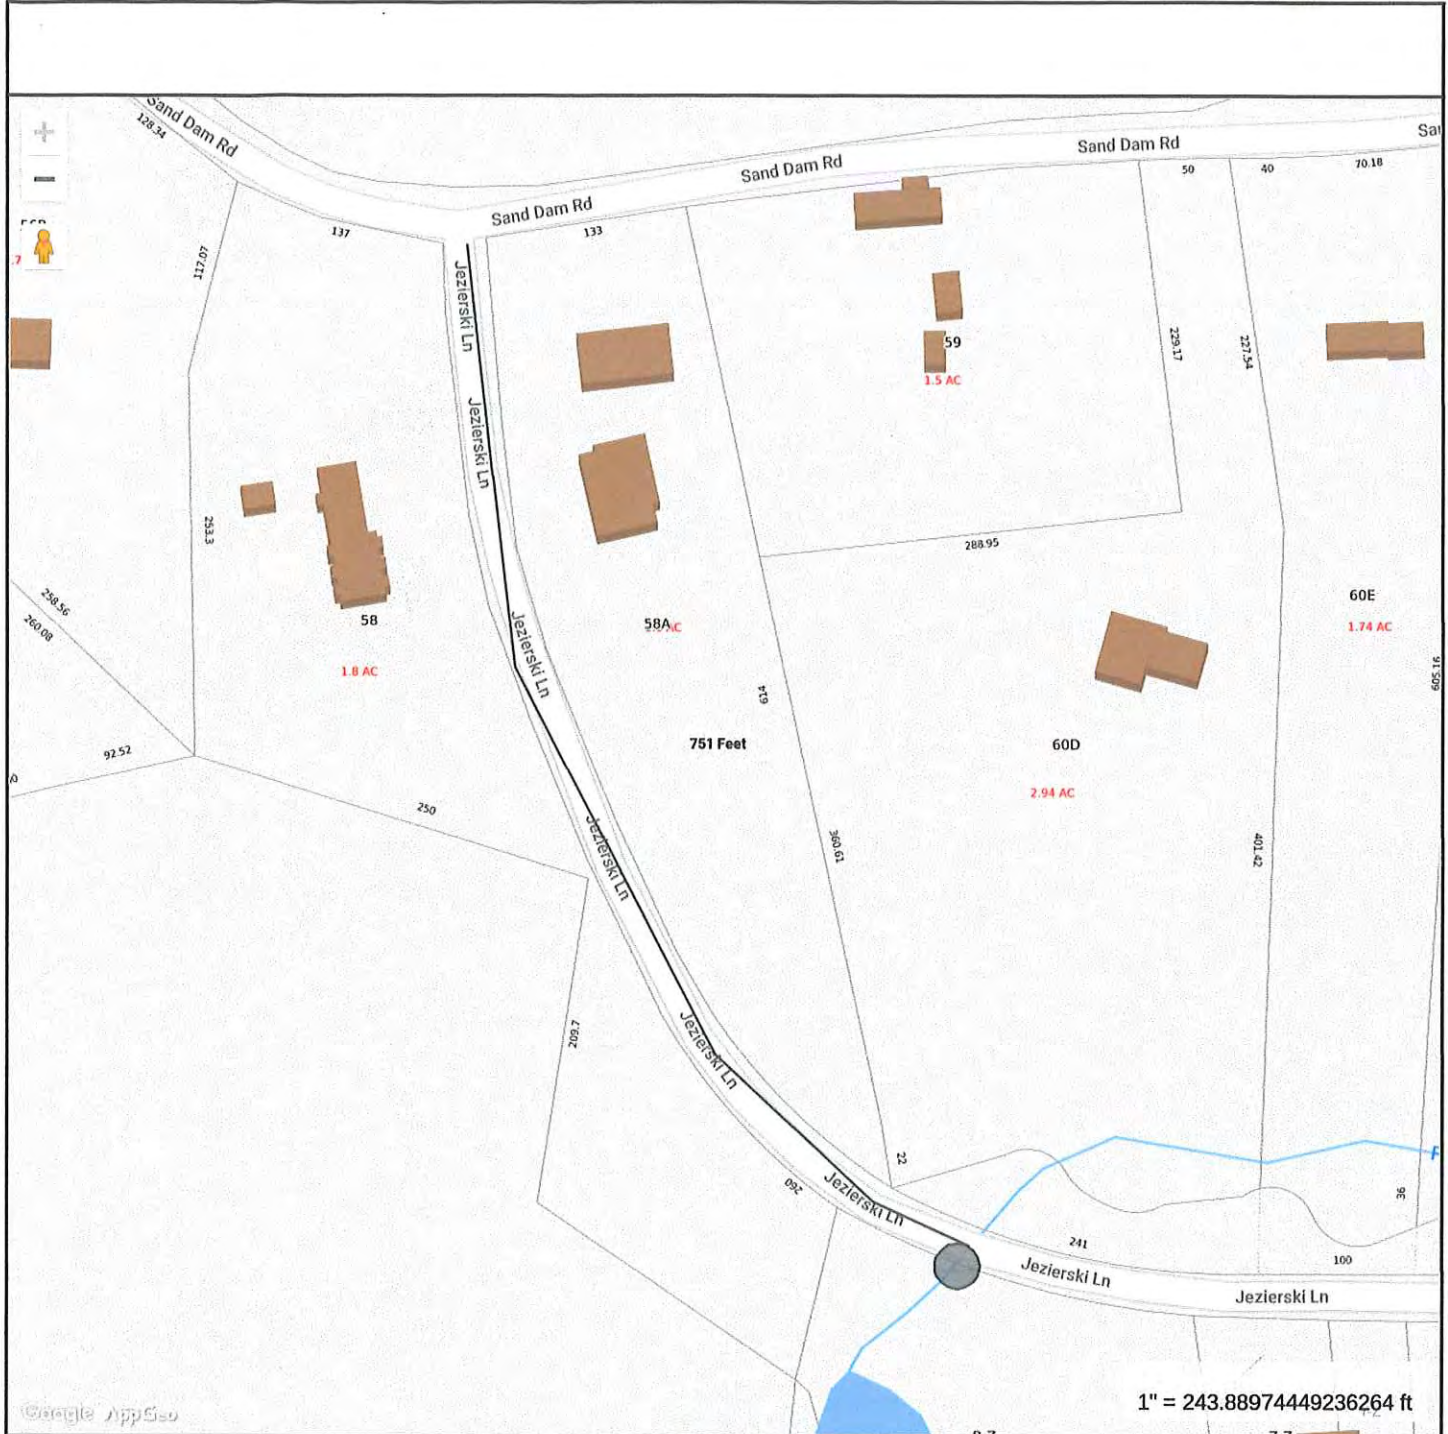 Sand Dam Rd
Sand Dam Rd
Sand Dam Rd
Sand Dam Rd
128.34
50
40
70.18
137
133
117.07
.7
Jezierski Ln
229.17
227.54
59
1.5 AC
Jezierski Ln
253.3
288.95
258.56
260.08
58
1.8 AC
58A
AC
60E
1.74 AC
605.16
Jezierski Ln
614
751 Feet
60D
2.94 AC
92.52
250
360.61
401.42
Jezierski Ln
209.7
Jezierski Ln
22
260
Jezierski Ln
36
241
100
Jezierski Ln
Jezierski Ln
1" = 243.88974449236264 ft
Google AppGeo